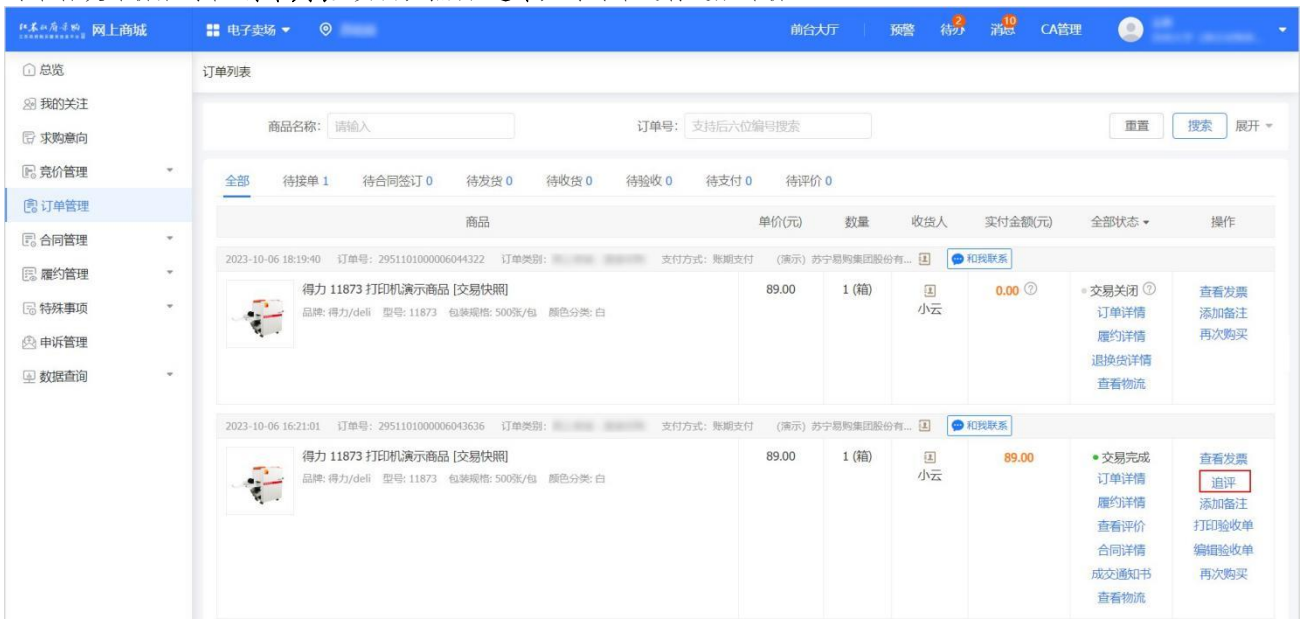 网上商城
电子卖场
前台大厅 预警 待办 2 消息 10 CA管理
总览
我的关注
求购意向
竞价管理
订单管理
合同管理
履约管理
特殊事项
申诉管理
数据查询
订单列表
商品名称: 请输入 订单号: 支持后六位编号搜索 重置 搜索 展开
全部 待接单 1 待合同签订 0 待发货 0 待收货 0 待验收 0 待支付 0 待评价 0
商品 单价(元) 数量 收货人 实付金额(元) 全部状态 操作
2023-10-06 18:19:40 订单号: 2951101000006044322 订单类别: 支付方式: 账期支付 (演示) 苏宁易购集团股份有... 和我联系
得力 11873 打印机演示商品 [交易快照] 89.00 1 (箱) 小云 0.00 交易关闭 查看发票
品牌: 得力/deli 型号: 11873 包装规格: 500张/包 颜色分类: 白
订单详情 添加备注
履约详情 再次购买
退换货详情
查看物流
2023-10-06 16:21:01 订单号: 2951101000006043636 订单类别: 支付方式: 账期支付 (演示) 苏宁易购集团股份有... 和我联系
得力 11873 打印机演示商品 [交易快照] 89.00 1 (箱) 小云 89.00 交易完成 查看发票
品牌: 得力/deli 型号: 11873 包装规格: 500张/包 颜色分类: 白
订单详情 追评
履约详情 添加备注
查看评价 打印验收单
合同详情 编辑验收单
成交通知书 再次购买
查看物流